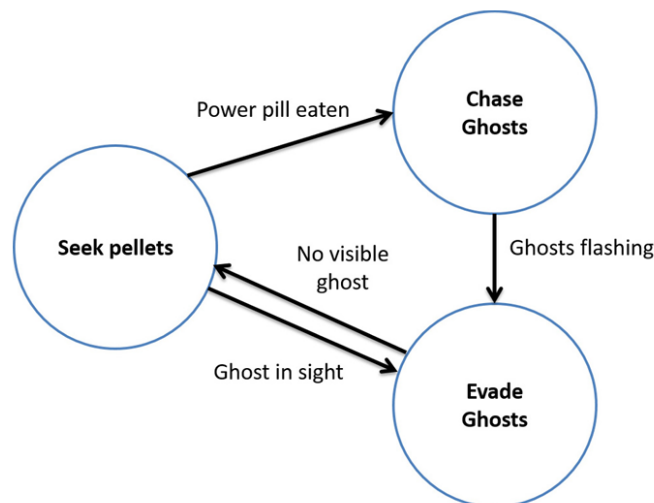 Chase
Ghosts
Power pill eaten
Seek pellets
No visible
ghost
Ghosts flashing
Ghost in sight
Evade
Ghosts